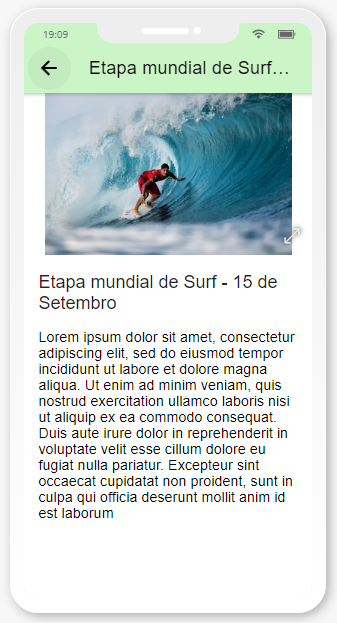 19:09
Etapa mundial de Surf...
Etapa mundial de Surf - 15 de
Setembro
Lorem ipsum dolor sit amet, consectetur
adipiscing elit, sed do eiusmod tempor
incididunt ut labore et dolore magna
aliqua. Ut enim ad minim veniam, quis
nostrud exercitation ullamco laboris nisi
ut aliquip ex ea commodo consequat.
Duis aute irure dolor in reprehenderit in
voluptate velit esse cillum dolore eu
fugiat nulla pariatur. Excepteur sint
occaecat cupidatat non proident, sunt in
culpa qui officia deserunt mollit anim id
est laborum